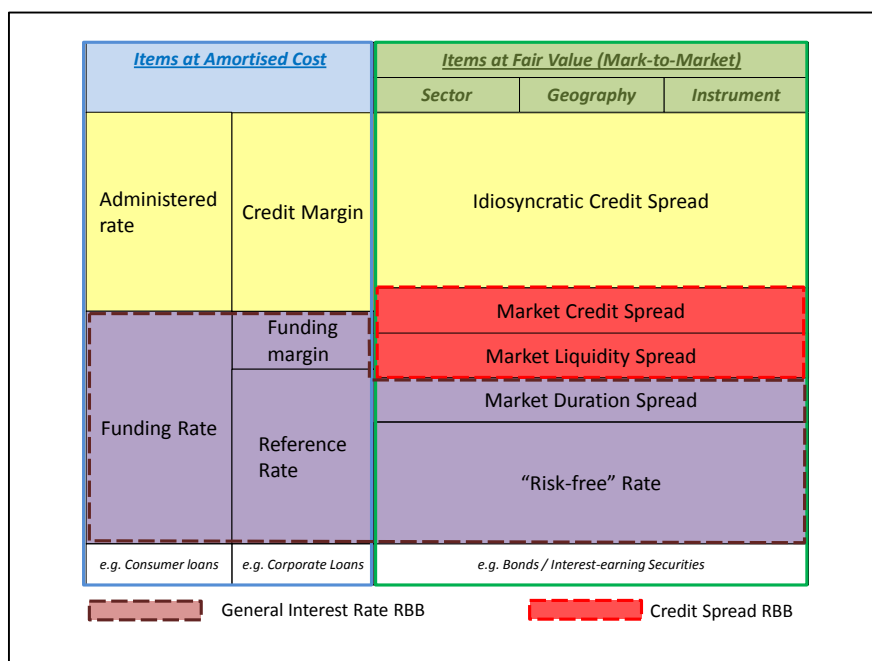 Items at Amortised Cost
Items at Fair Value (Mark-to-Market)
Sector
Geography
Instrument
Administered
rate
Credit Margin
Idiosyncratic Credit Spread
Market Credit Spread
Funding
margin
Market Liquidity Spread
Market Duration Spread
Funding Rate
Reference
Rate
“Risk-free” Rate
e.g. Consumer loans
e.g. Corporate Loans
e.g. Bonds / Interest-earning Securities
General Interest Rate RBB
Credit Spread RBB